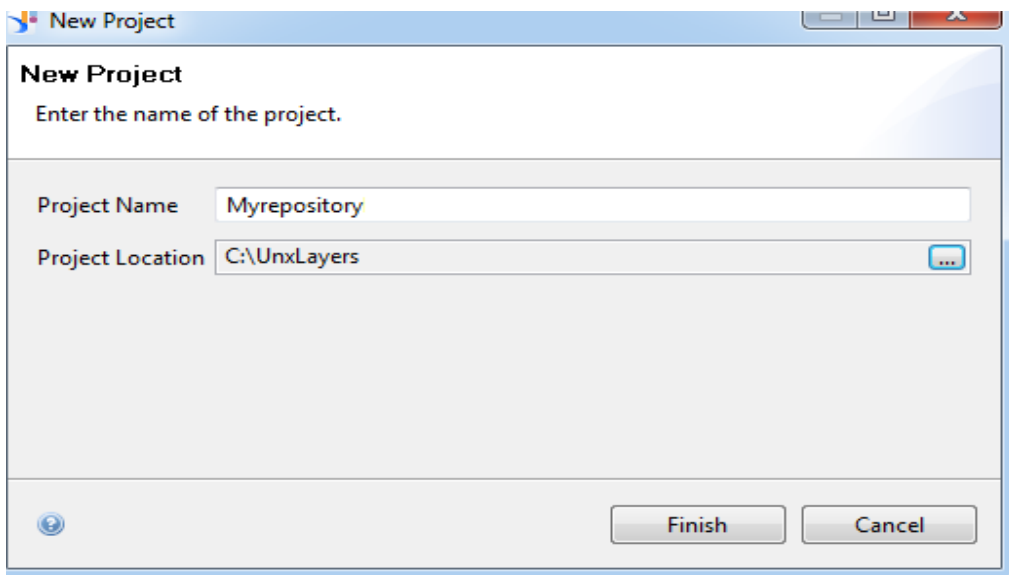 New Project
New Project
Enter the name of the project.
Project Name Myrepository
Project Location C:\UnxLayers ...
Finish Cancel